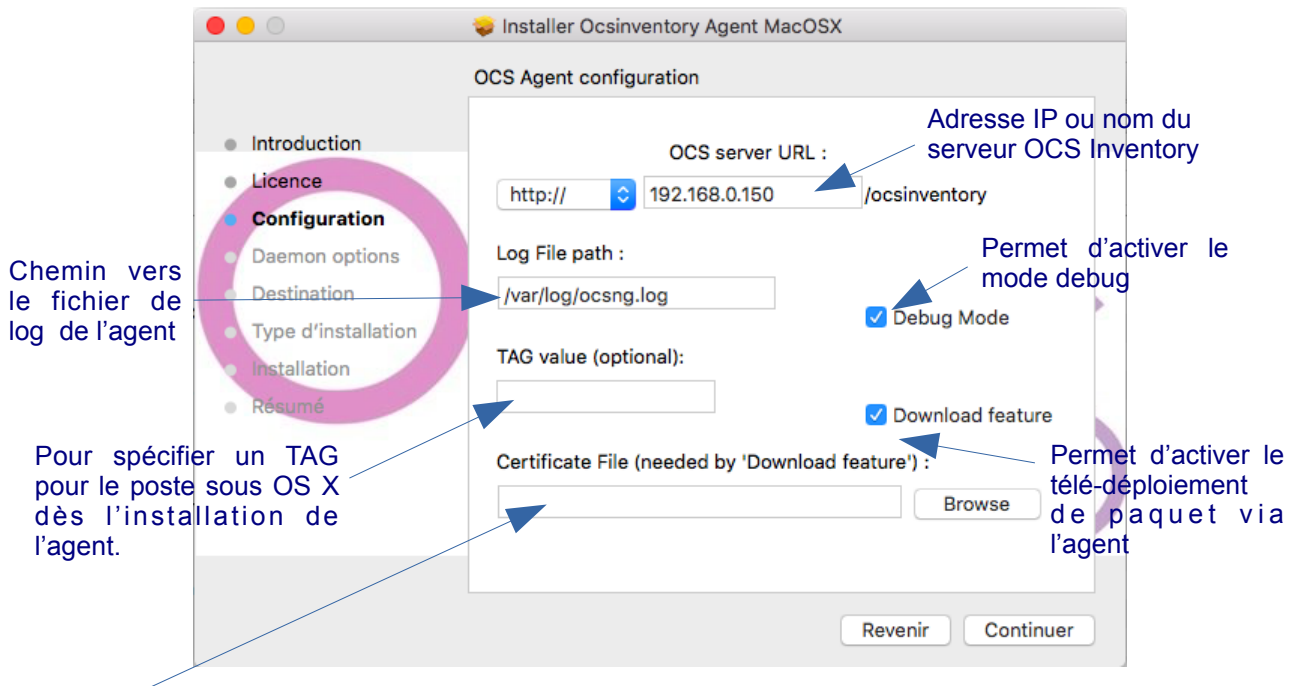 Installer Ocsinventory Agent MacOSX
OCS Agent configuration
Introduction
Licence
Configuration
Daemon options
Destination
Type d'installation
Installation
Résumé
OCS server URL :
http://
192.168.0.150
/ocsinventory
Adresse IP ou nom du
serveur OCS Inventory
Log File path :
/var/log/ocsng.log
Chemin vers
le fichier de
log de l'agent
Permet d'activer le
mode debug
Debug Mode
TAG value (optional):
Download feature
Pour spécifier un TAG
pour le poste sous OS X
dès l'installation de
l'agent.
Certificate File (needed by 'Download feature') :
Browse
Permet d'activer le
télé-déploiement
de paquet via
l'agent
Revenir
Continuer